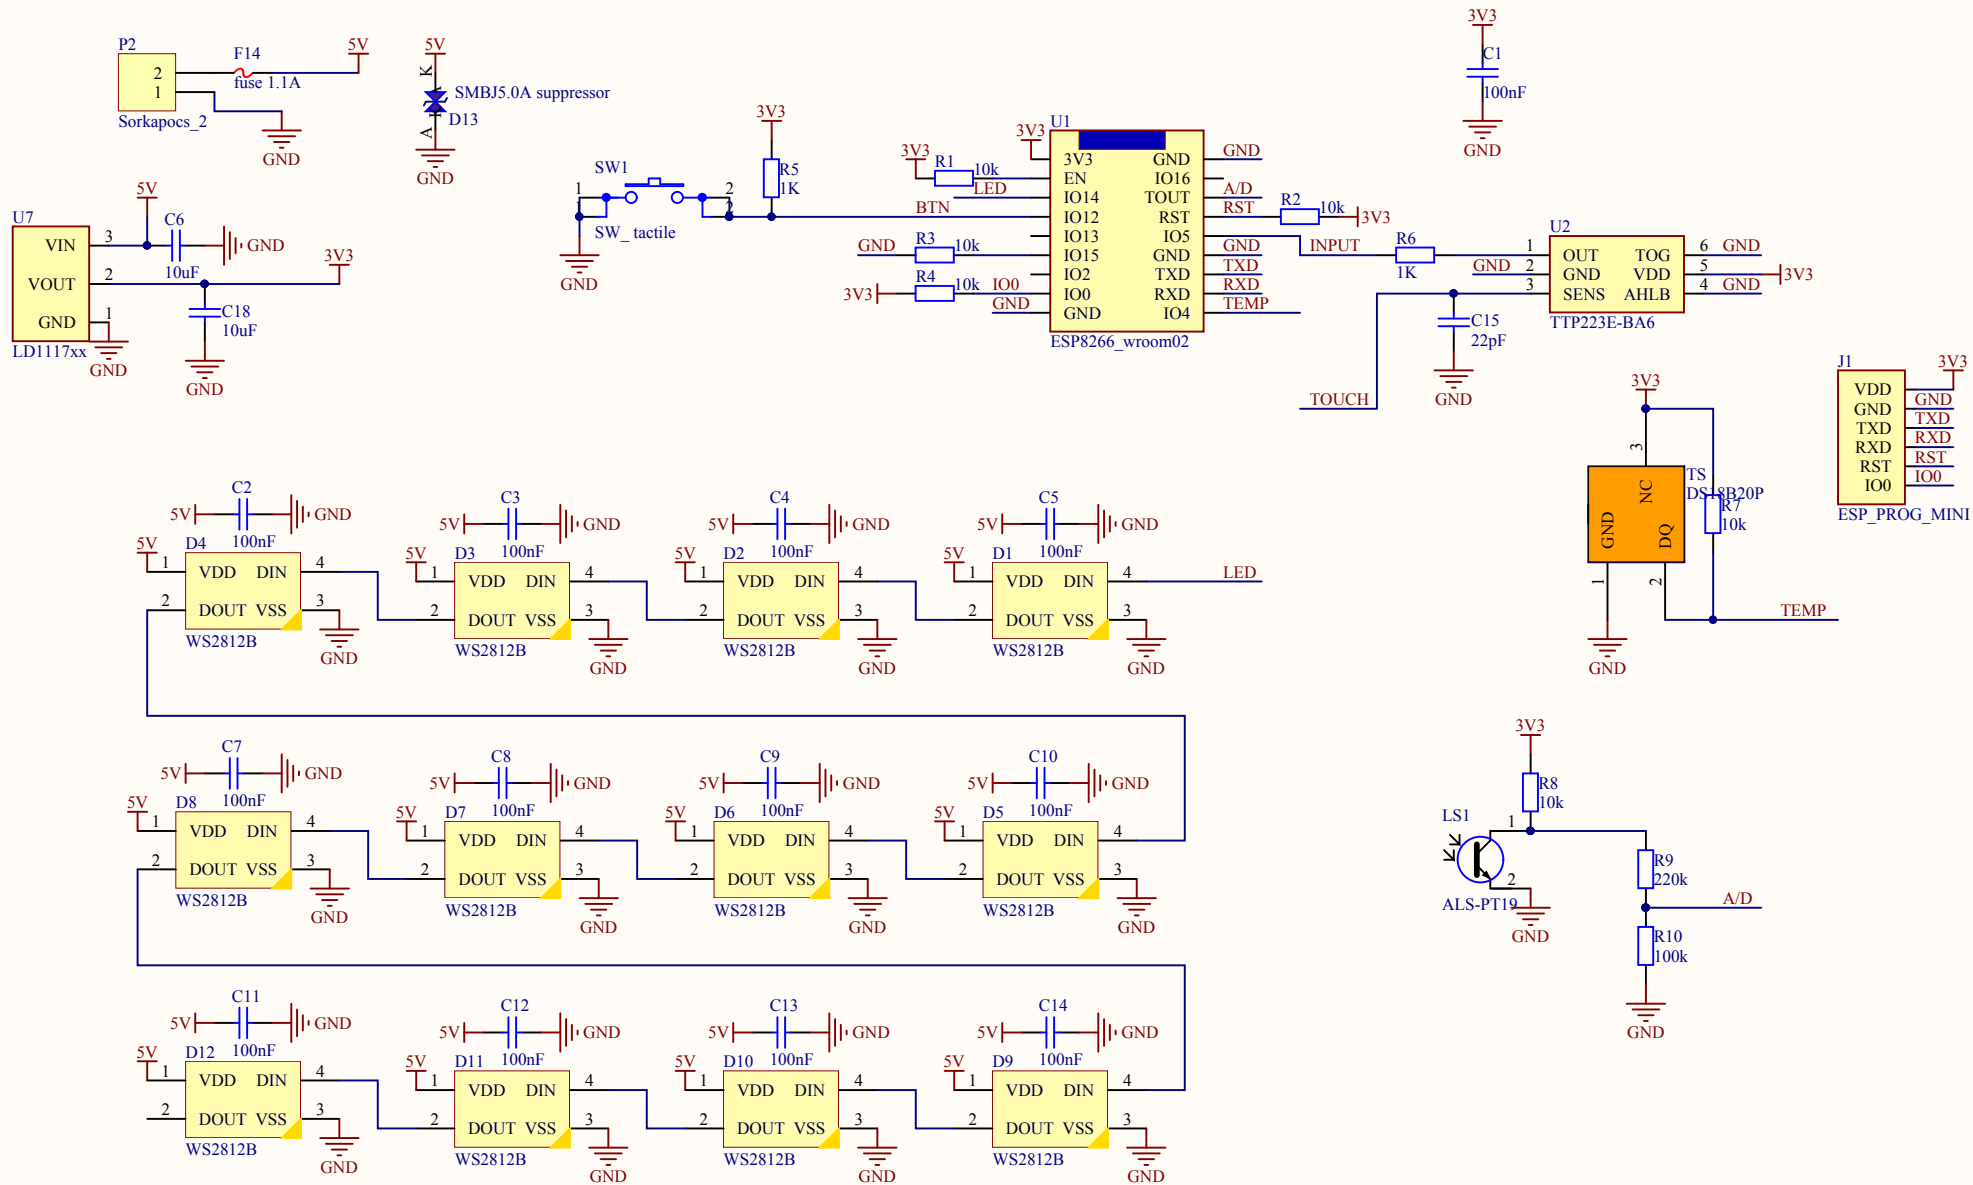 P2
2
1
Sorkapocs_2
F14
fuse 1.1A
5V
GND
5V
K
SMBJ5.0A suppressor
D13
A
GND
3V3
C1
100nF
GND
U7
VIN
3
VOUT
2
GND
1
LD1117xx
GND
5V
C6
10uF
GND
3V3
C18
10uF
GND
SW1
1
1
2
2
SW_ tactile
GND
3V3
R5
1K
BTN
3V3
R1
10k
LED
GND
R3
10k
3V3
R4
10k
IO0
GND
3V3
U1
3V3
EN
IO14
IO12
IO13
IO15
IO2
IO0
GND
GND
IO16
TOUT
RST
IO5
GND
TXD
RXD
IO4
ESP8266_wroom02
GND
A/D
RST
R2
10k
3V3
GND
TXD
RXD
TEMP
INPUT
R6
1K
GND
TOUCH
C15
22pF
GND
U2
1
2
3
OUT
GND
SENS
TOG
VDD
AHLB
6
5
4
TTP223E-BA6
GND
3V3
GND
J1
VDD
GND
TXD
RXD
RST
IO0
ESP_PROG_MINI
3V3
GND
TXD
RXD
RST
IO0
3V3
3
NC
GND
DQ
TS
DS18B20P
R7
10k
1
2
GND
TEMP
5V
C2
100nF
GND
5V
D4
1
VDD
DIN
4
2
DOUT
VSS
3
WS2812B
GND
5V
C3
100nF
GND
5V
D3
1
VDD
DIN
4
2
DOUT
VSS
3
WS2812B
GND
5V
C4
100nF
GND
5V
D2
1
VDD
DIN
4
2
DOUT
VSS
3
WS2812B
GND
5V
C5
100nF
GND
5V
D1
1
VDD
DIN
4
LED
2
DOUT
VSS
3
WS2812B
GND
5V
C7
100nF
GND
5V
D8
1
VDD
DIN
4
2
DOUT
VSS
3
WS2812B
GND
5V
C8
100nF
GND
5V
D7
1
VDD
DIN
4
2
DOUT
VSS
3
WS2812B
GND
5V
C9
100nF
GND
5V
D6
1
VDD
DIN
4
2
DOUT
VSS
3
WS2812B
GND
5V
C10
100nF
GND
5V
D5
1
VDD
DIN
4
2
DOUT
VSS
3
WS2812B
GND
3V3
R8
10k
LS1
1
2
ALS-PT19
GND
R9
220k
A/D
R10
100k
GND
5V
C11
100nF
GND
5V
D12
1
VDD
DIN
4
2
DOUT
VSS
3
WS2812B
GND
5V
C12
100nF
GND
5V
D11
1
VDD
DIN
4
2
DOUT
VSS
3
WS2812B
GND
5V
C13
100nF
GND
5V
D10
1
VDD
DIN
4
2
DOUT
VSS
3
WS2812B
GND
5V
C14
100nF
GND
5V
D9
1
VDD
DIN
4
2
DOUT
VSS
3
WS2812B
GND